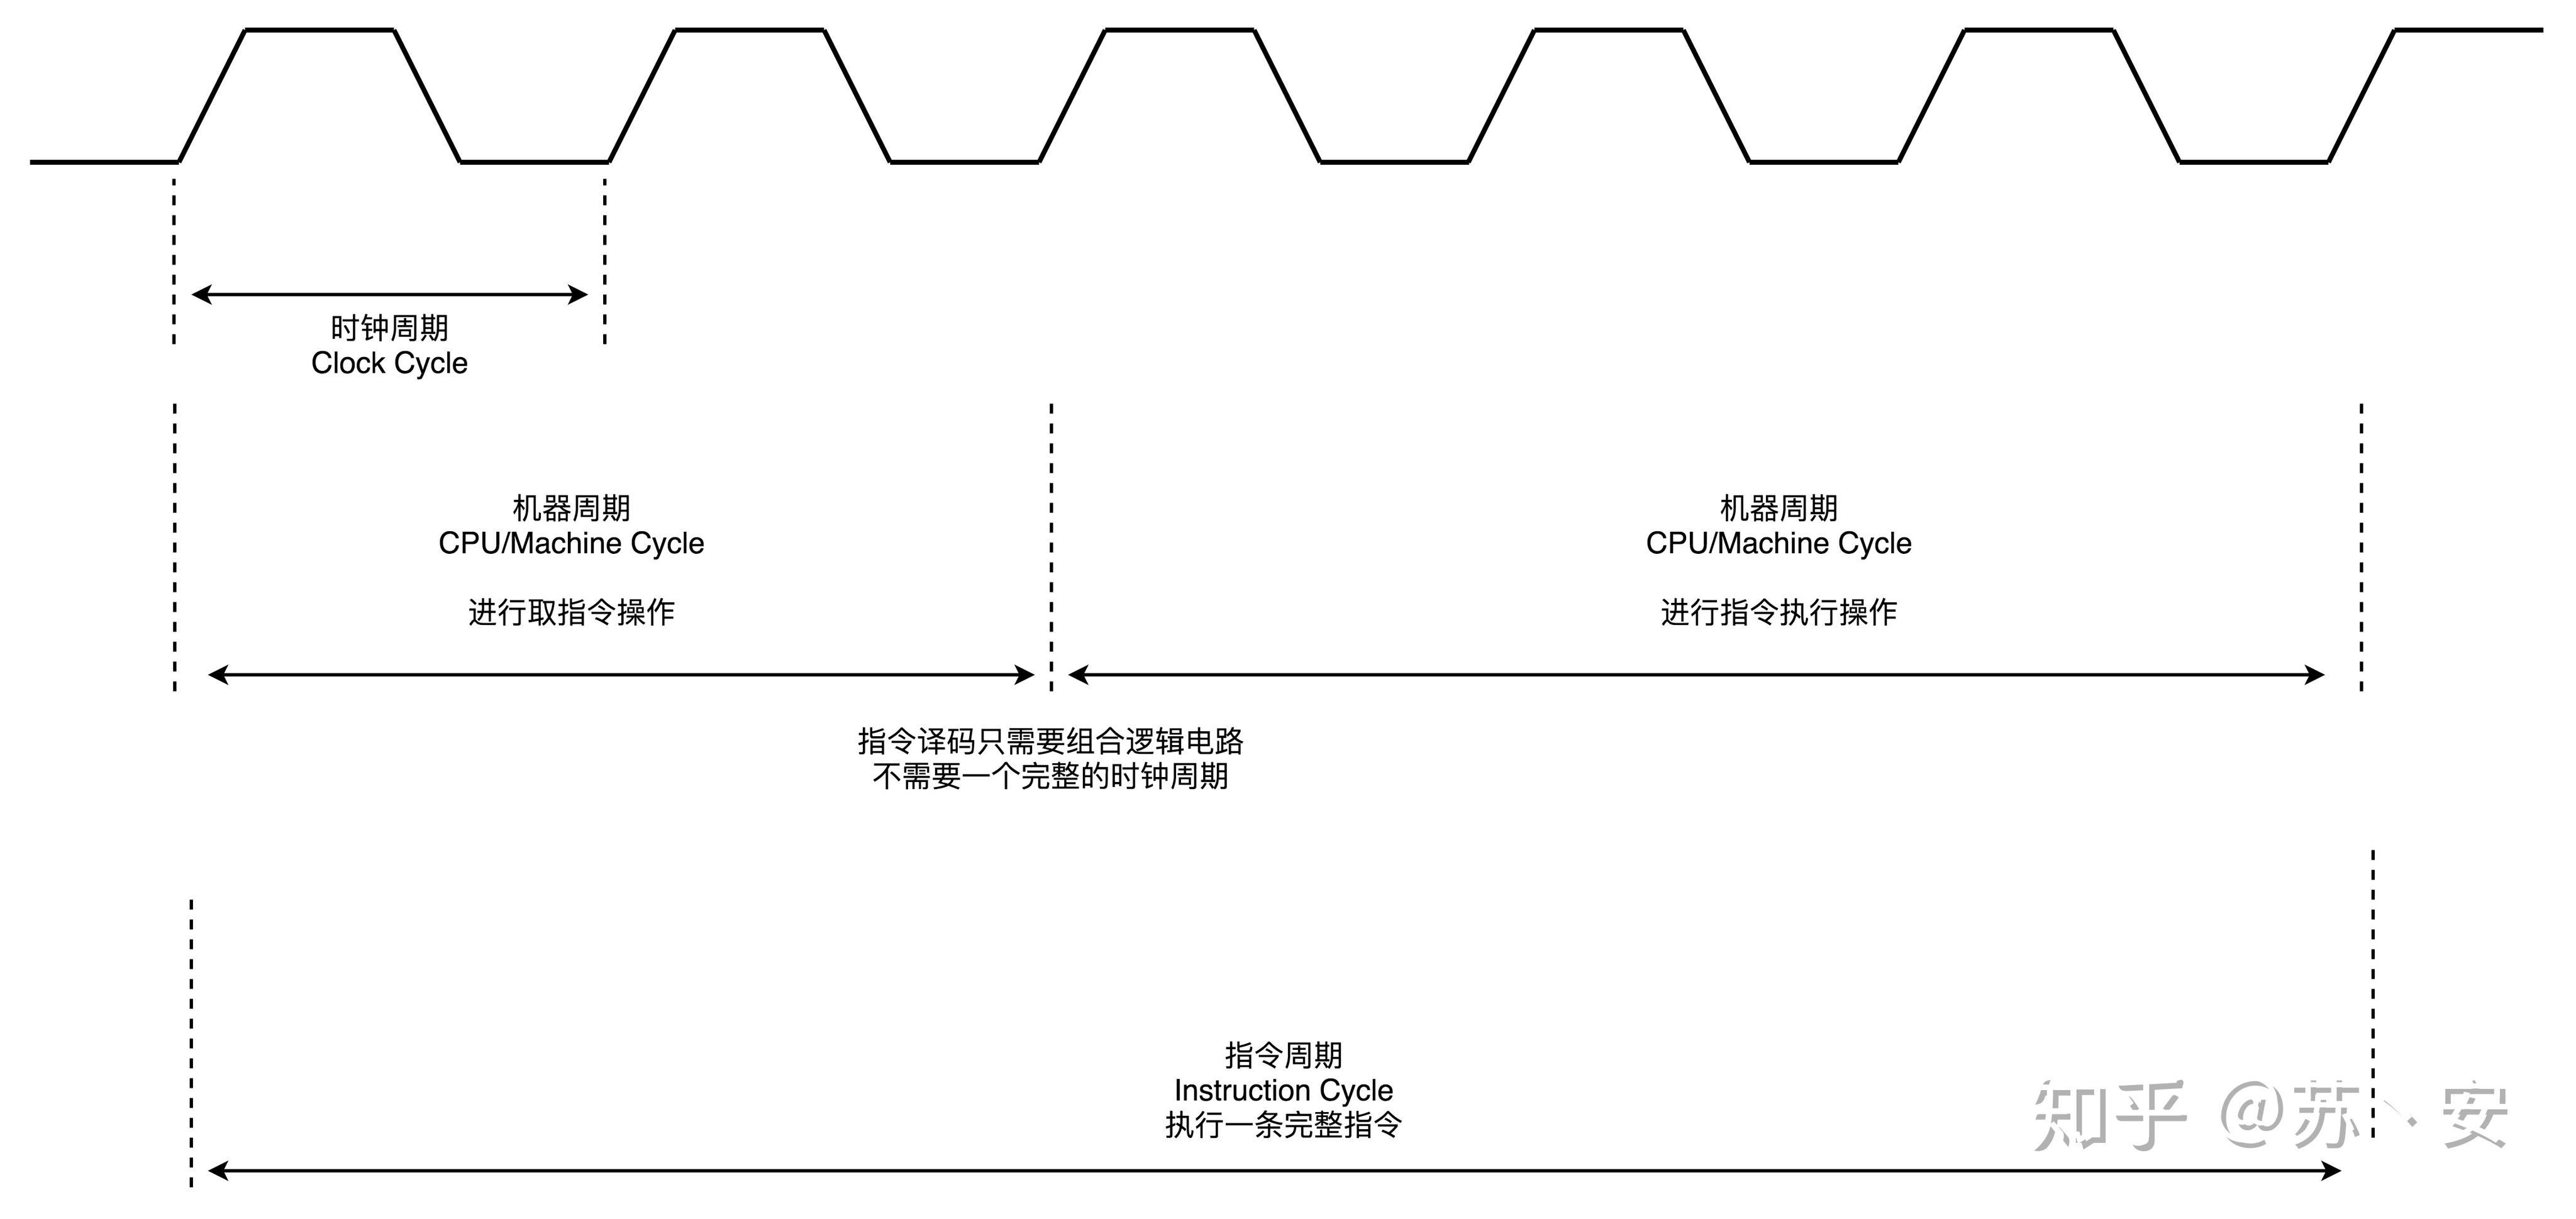 时钟周期
Clock Cycle
机器周期
CPU/Machine Cycle
进行取指令操作
机器周期
CPU/Machine Cycle
进行指令执行操作
指令译码只需要组合逻辑电路
不需要一个完整的时钟周期
指令周期
Instruction Cycle
执行一条完整指令
知乎 @苏丶安